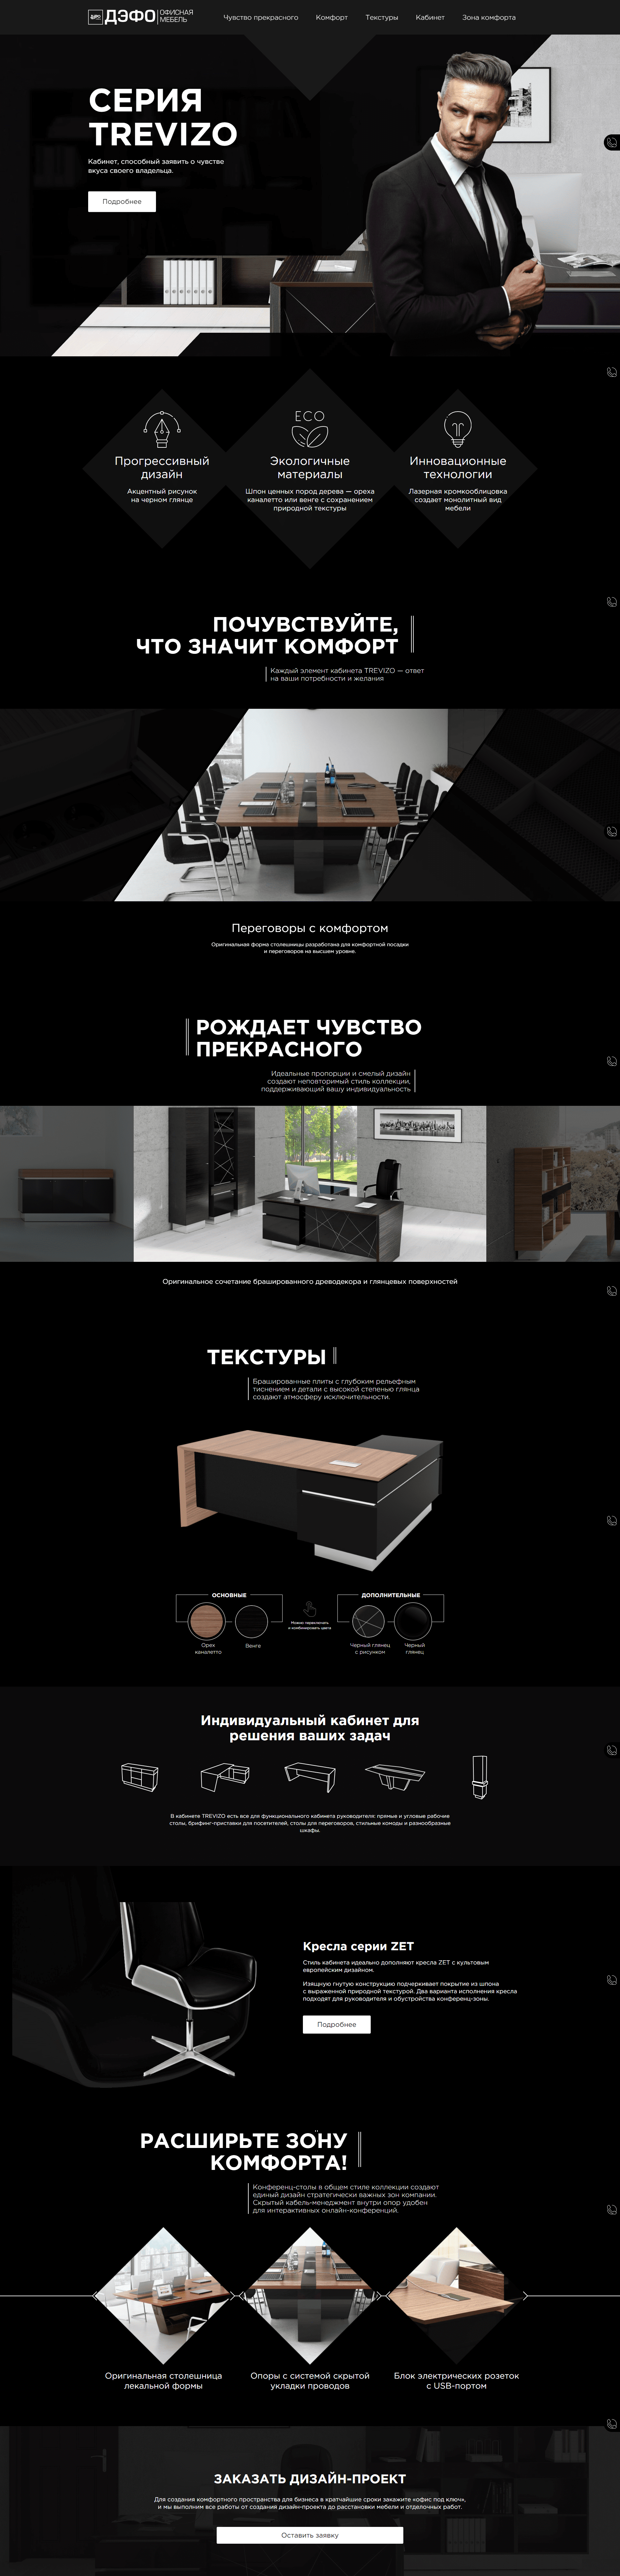 ДЭФО ОФИСНАЯ МЕБЕЛЬ
Чувство прекрасного Комфорт Текстуры Кабинет Зона комфорта
СЕРИЯ
TREVIZO
Кабинет, способный заявить о чувстве
вкуса своего владельца.
Подробнее
Прогрессивный
дизайн
Акцентный рисунок
на черном глянце
ECO
Экологичные
материалы
Шпон ценных пород дерева — ореха
каналетто или венге с сохранением
природной текстуры
Инновационные
технологии
Лазерная кромкооблицовка
создает монолитный вид
мебели
ПОЧУВСТВУЙТЕ,
ЧТО ЗНАЧИТ КОМФОРТ
Каждый элемент кабинета TREVIZO — ответ
на ваши потребности и желания
Переговоры с комфортом
Оригинальная форма столешницы разработана для комфортной посадки
и переговоров на высшем уровне.
РОЖДАЕТ ЧУВСТВО
ПРЕКРАСНОГО
Идеальные пропорции и смелый дизайн
создают неповторимый стиль коллекции,
поддерживающий вашу индивидуальность
Оригинальное сочетание брашированного древодекора и глянцевых поверхностей
ТЕКСТУРЫ
Брашированные плиты с глубоким рельефным
тиснением и детали с высокой степенью глянца
создают атмосферу исключительности.
ОСНОВНЫЕ
Орех
каналетто
Венге
Можно переключать
и комбинировать цвета
ДОПОЛНИТЕЛЬНЫЕ
Черный глянец
с рисунком
Черный
глянец
Индивидуальный кабинет для
решения ваших задач
В кабинете TREVIZO есть все для функционального кабинета руководителя: прямые и угловые рабочие
столы, брифинг-приставки для посетителей, столы для переговоров, стильные комоды и разнообразные
шкафы.
Кресла серии ZET
Стиль кабинета идеально дополняют кресла ZET с культовым
европейским дизайном.
Изящную гнутую конструкцию подчеркивает покрытие из шпона
с выраженной природной текстурой. Два варианта исполнения кресла
подходят для руководителя и обустройства конференц-зоны.
Подробнее
РАСШИРЬТЕ ЗОНУ
КОМФОРТА!
Конференц-столы в общем стиле коллекции создают
единый дизайн стратегически важных зон компании.
Скрытый кабель-менеджмент внутри опор удобен
для интерактивных онлайн-конференций.
Оригинальная столешница
лекальной формы
Опоры с системой скрытой
укладки проводов
Блок электрических розеток
с USB-портом
ЗАКАЗАТЬ ДИЗАЙН-ПРОЕКТ
Для создания комфортного пространства для бизнеса в кратчайшие сроки закажите «офис под ключ»,
и мы выполним все работы от создания дизайн-проекта до расстановки мебели и отделочных работ.
Оставить заявку